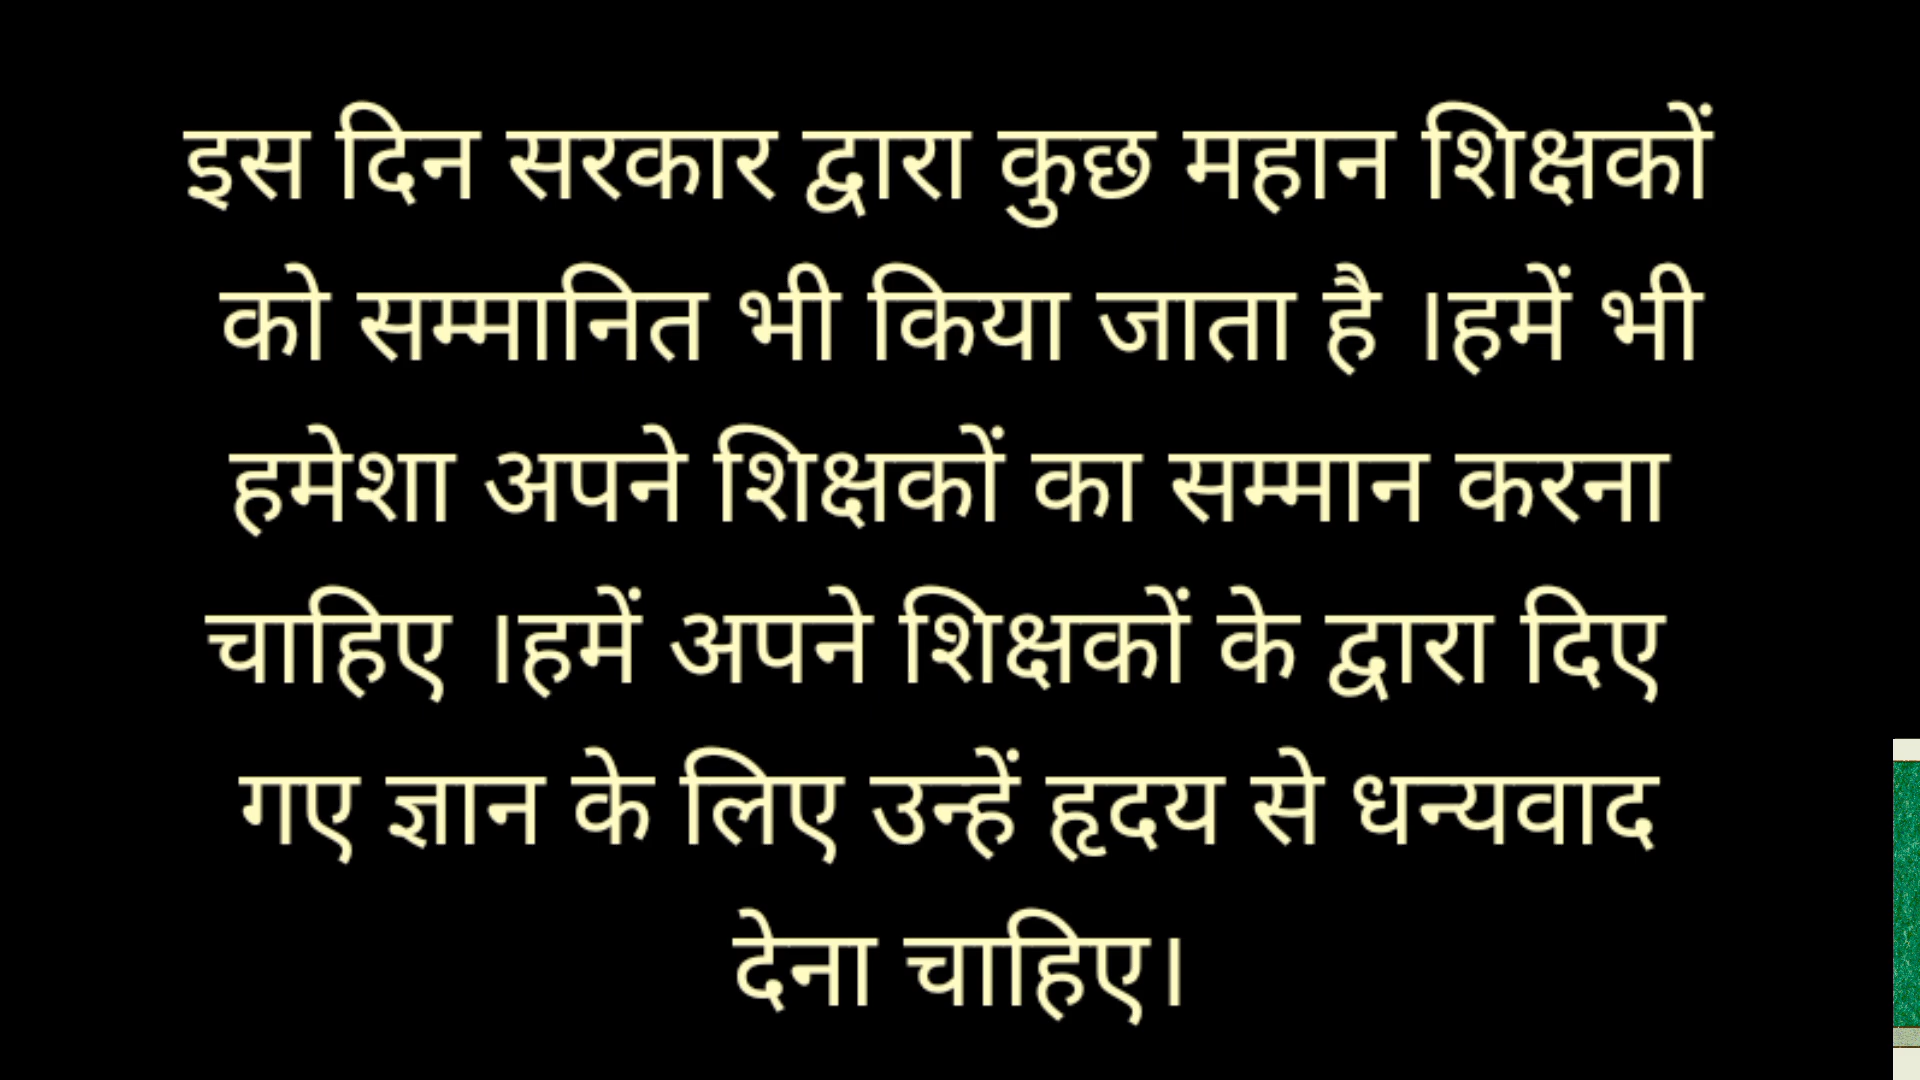 इस दिन सरकार द्वारा कुछ महान शिक्षकों
को सम्मानित भी किया जाता है ।हमें भी
हमेशा अपने शिक्षकों का सम्मान करना
चाहिए ।हमें अपने शिक्षकों के द्वारा दिए
गए ज्ञान के लिए उन्हें हृदय से धन्यवाद
देना चाहिए।